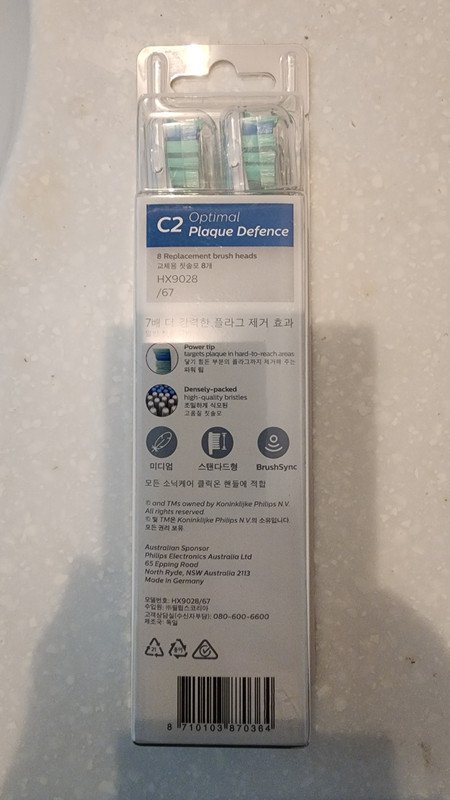 C2 Optimal
Plaque Defence
8 Replacement brush heads
교체용 칫솔모 8개
HX9028
/67
7배 더 강력한 플라그 제거 효과
Power tip
targets plaque in hard-to-reach areas
닿기 힘든 부분의 플라그까지 제거해 주는
파워 팁
Densely-packed
high-quality bristles
조밀하게 식모된
고품질 칫솔모
미디엄
스탠다드형
BrushSync
모든 소닉케어 클릭온 핸들에 적합
© and TMs owned by Koninklijke Philips N.V.
All rights reserved.
© 및 TM은 Koninklijke Philips N.V.의 소유입니다.
모든 권리 보유.
Australian Sponsor
Philips Electronics Australia Ltd
65 Epping Road
North Ryde, NSW Australia 2113
Made in Germany
모델번호: HX9028/67
수입원: ㈜필립스코리아
고객상담실(수신자부담): 080-600-6600
제조국: 독일
8 710103 870364